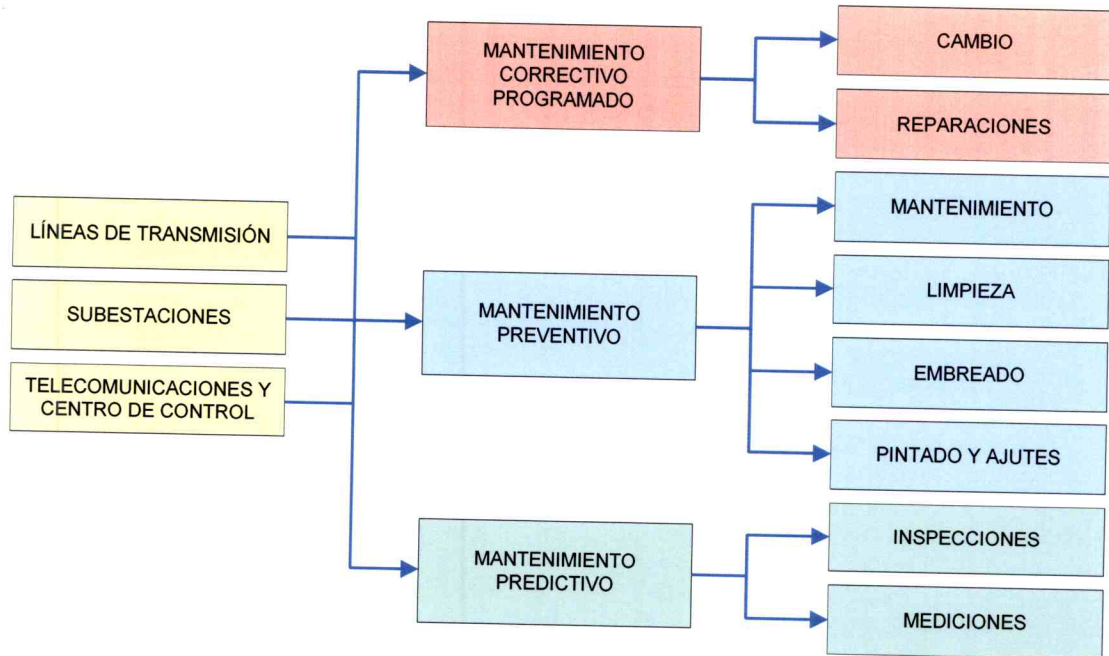 LÍNEAS DE TRANSMISIÓN
SUBESTACIONES
TELECOMUNICACIONES Y
CENTRO DE CONTROL
MANTENIMIENTO
CORRECTIVO
PROGRAMADO
MANTENIMIENTO
PREVENTIVO
MANTENIMIENTO
PREDICTIVO
CAMBIO
REPARACIONES
MANTENIMIENTO
LIMPIEZA
EMBREADO
PINTADO Y AJUTES
INSPECCIONES
MEDICIONES